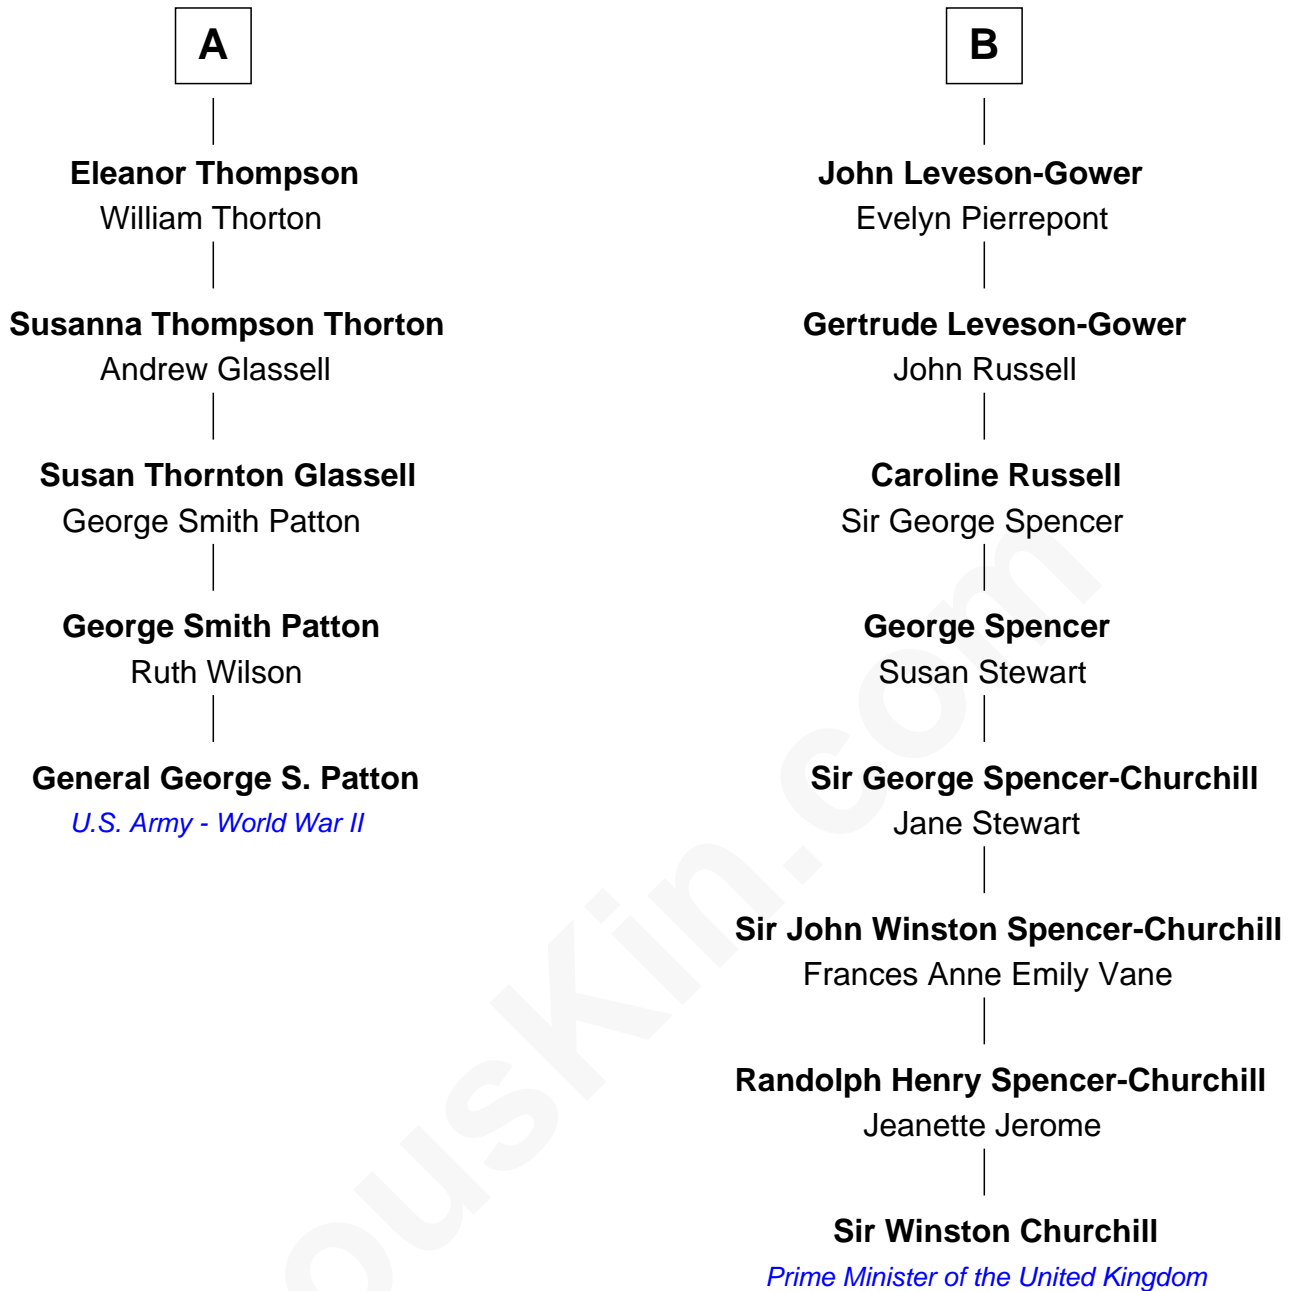 A
Eleanor Thompson
William Thorton
Susanna Thompson Thorton
Andrew Glassell
Susan Thornton Glassell
George Smith Patton
George Smith Patton
Ruth Wilson
General George S. Patton
U.S. Army - World War II
B
John Leveson-Gower
Evelyn Pierrepont
Gertrude Leveson-Gower
John Russell
Caroline Russell
Sir George Spencer
George Spencer
Susan Stewart
Sir George Spencer-Churchill
Jane Stewart
Sir John Winston Spencer-Churchill
Frances Anne Emily Vane
Randolph Henry Spencer-Churchill
Jeanette Jerome
Sir Winston Churchill
Prime Minister of the United Kingdom
ousKin.com